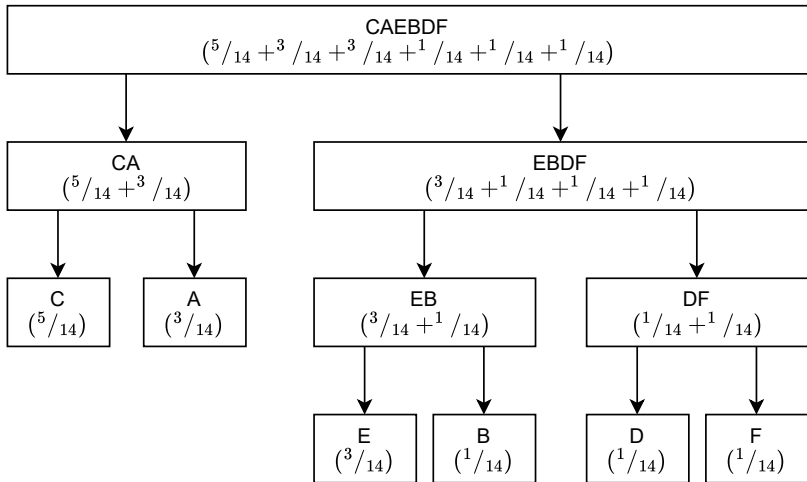 CAEBDF
(⁵/₁₄ +³ /₁₄ +³ /₁₄ +¹ /₁₄ +¹ /₁₄ +¹ /₁₄)
CA
(⁵/₁₄ +³ /₁₄)
EBDF
(³/₁₄ +¹ /₁₄ +¹ /₁₄ +¹ /₁₄)
C
(⁵/₁₄)
A
(³/₁₄)
EB
(³/₁₄ +¹ /₁₄)
DF
(¹/₁₄ +¹ /₁₄)
E
(³/₁₄)
B
(¹/₁₄)
D
(¹/₁₄)
F
(¹/₁₄)